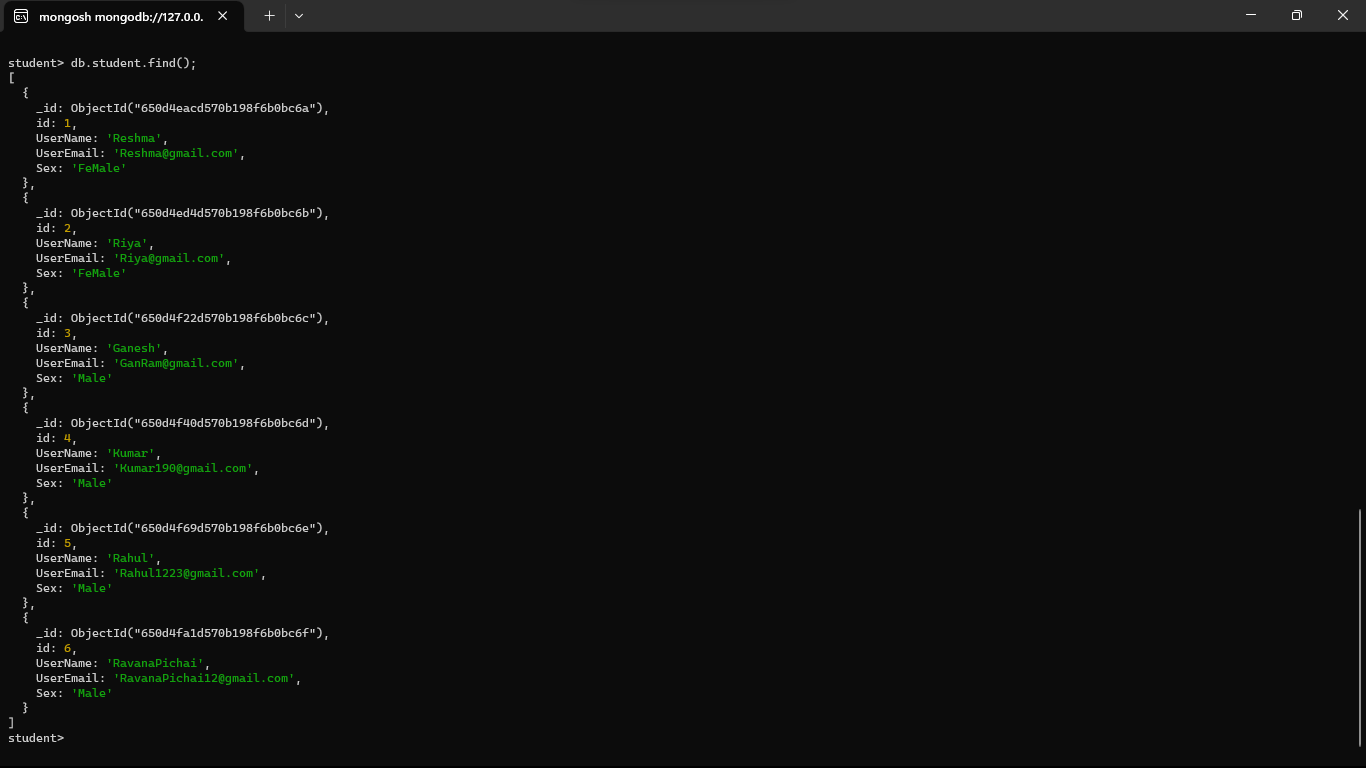 mongosh mongodb://127.0.0.
student> db.student.find();
[
  {
    _id: ObjectId("650d4eacd570b198f6b0bc6a"),
    id: 1,
    UserName: 'Reshma',
    UserEmail: 'Reshma@gmail.com',
    Sex: 'FeMale'
  },
  {
    _id: ObjectId("650d4ed4d570b198f6b0bc6b"),
    id: 2,
    UserName: 'Riya',
    UserEmail: 'Riya@gmail.com',
    Sex: 'FeMale'
  },
  {
    _id: ObjectId("650d4f22d570b198f6b0bc6c"),
    id: 3,
    UserName: 'Ganesh',
    UserEmail: 'GanRam@gmail.com',
    Sex: 'Male'
  },
  {
    _id: ObjectId("650d4f40d570b198f6b0bc6d"),
    id: 4,
    UserName: 'Kumar',
    UserEmail: 'Kumar190@gmail.com',
    Sex: 'Male'
  },
  {
    _id: ObjectId("650d4f69d570b198f6b0bc6e"),
    id: 5,
    UserName: 'Rahul',
    UserEmail: 'Rahul1223@gmail.com',
    Sex: 'Male'
  },
  {
    _id: ObjectId("650d4fa1d570b198f6b0bc6f"),
    id: 6,
    UserName: 'RavanaPichai',
    UserEmail: 'RavanaPichai12@gmail.com',
    Sex: 'Male'
  }
]
student>